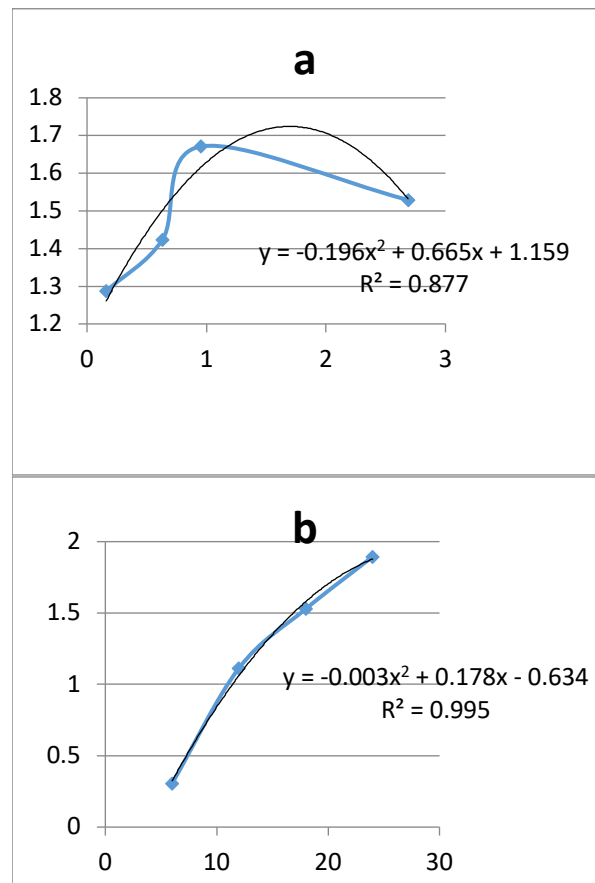 a
1.8
1.7
1.6
1.5
1.4
1.3
1.2
y = -0.196x² + 0.665x + 1.159
R² = 0.877
0 1 2 3
b
2
1.5
1
0.5
0
y = -0.003x² + 0.178x - 0.634
R² = 0.995
0 10 20 30